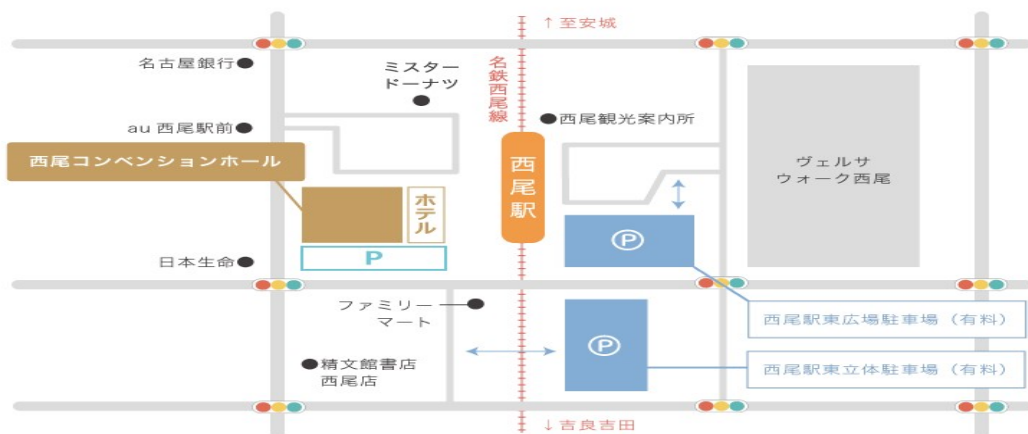 ↑至安城
名古屋銀行
ミスター
ドーナツ
名鉄西尾線
au 西尾駅前
西尾観光案内所
西尾コンベンションホール
西尾駅
ヴェルサ
ウォーク西尾
ホテル
P
P
日本生命
ファミリー
マート
西尾駅東広場駐車場（有料）
P
精文館書店
西尾店
西尾駅東立体駐車場（有料）
↓吉良吉田